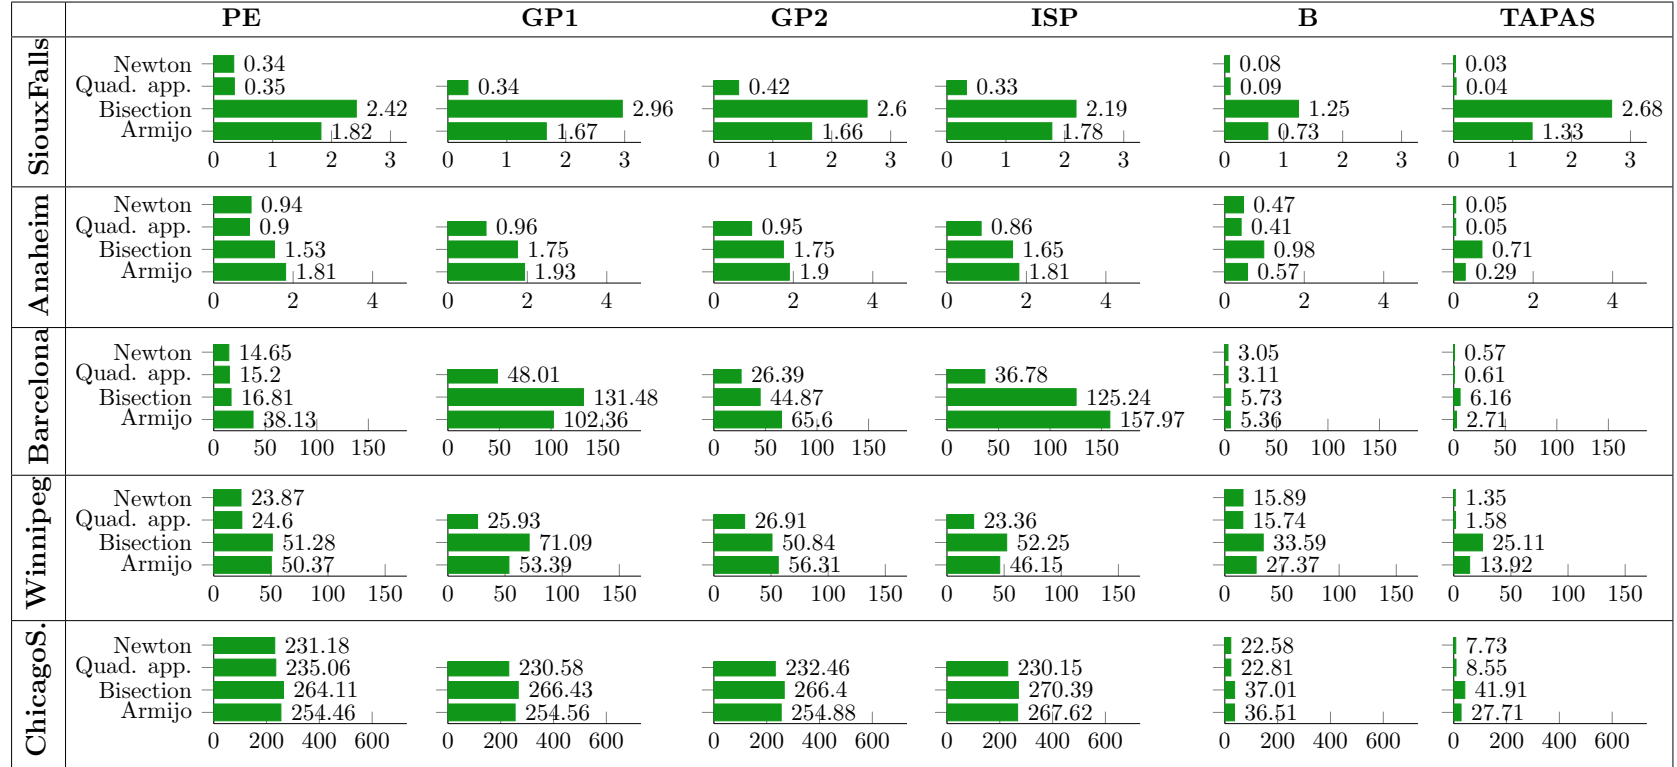 PE GP1 GP2 ISP B TAPAS
SiouxFalls
Newton 0.34 0.08 0.03
Quad. app. 0.35 0.34 0.42 0.33 0.09 0.04
Bisection 2.42 2.96 2.6 2.19 1.25 2.68
Armijo 1.82 1.67 1.66 1.78 0.73 1.33
0 1 2 3 0 1 2 3 0 1 2 3 0 1 2 3 0 1 2 3 0 1 2 3
Anaheim
Newton 0.94 0.47 0.05
Quad. app. 0.9 0.96 0.95 0.86 0.41 0.05
Bisection 1.53 1.75 1.75 1.65 0.98 0.71
Armijo 1.81 1.93 1.9 1.81 0.57 0.29
0 2 4 0 2 4 0 2 4 0 2 4 0 2 4 0 2 4
Barcelona
Newton 14.65 3.05 0.57
Quad. app. 15.2 48.01 26.39 36.78 3.11 0.61
Bisection 16.81 131.48 44.87 125.24 5.73 6.16
Armijo 38.13 102.36 65.6 157.97 5.36 2.71
0 50 100 150 0 50 100 150 0 50 100 150 0 50 100 150 0 50 100 150 0 50 100 150
Winnipeg
Newton 23.87 15.89 1.35
Quad. app. 24.6 25.93 26.91 23.36 15.74 1.58
Bisection 51.28 71.09 50.84 52.25 33.59 25.11
Armijo 50.37 53.39 56.31 46.15 27.37 13.92
0 50 100 150 0 50 100 150 0 50 100 150 0 50 100 150 0 50 100 150 0 50 100 150
ChicagoS.
Newton 231.18 22.58 7.73
Quad. app. 235.06 230.58 232.46 230.15 22.81 8.55
Bisection 264.11 266.43 266.4 270.39 37.01 41.91
Armijo 254.46 254.56 254.88 267.62 36.51 27.71
0 200 400 600 0 200 400 600 0 200 400 600 0 200 400 600 0 200 400 600 0 200 400 600